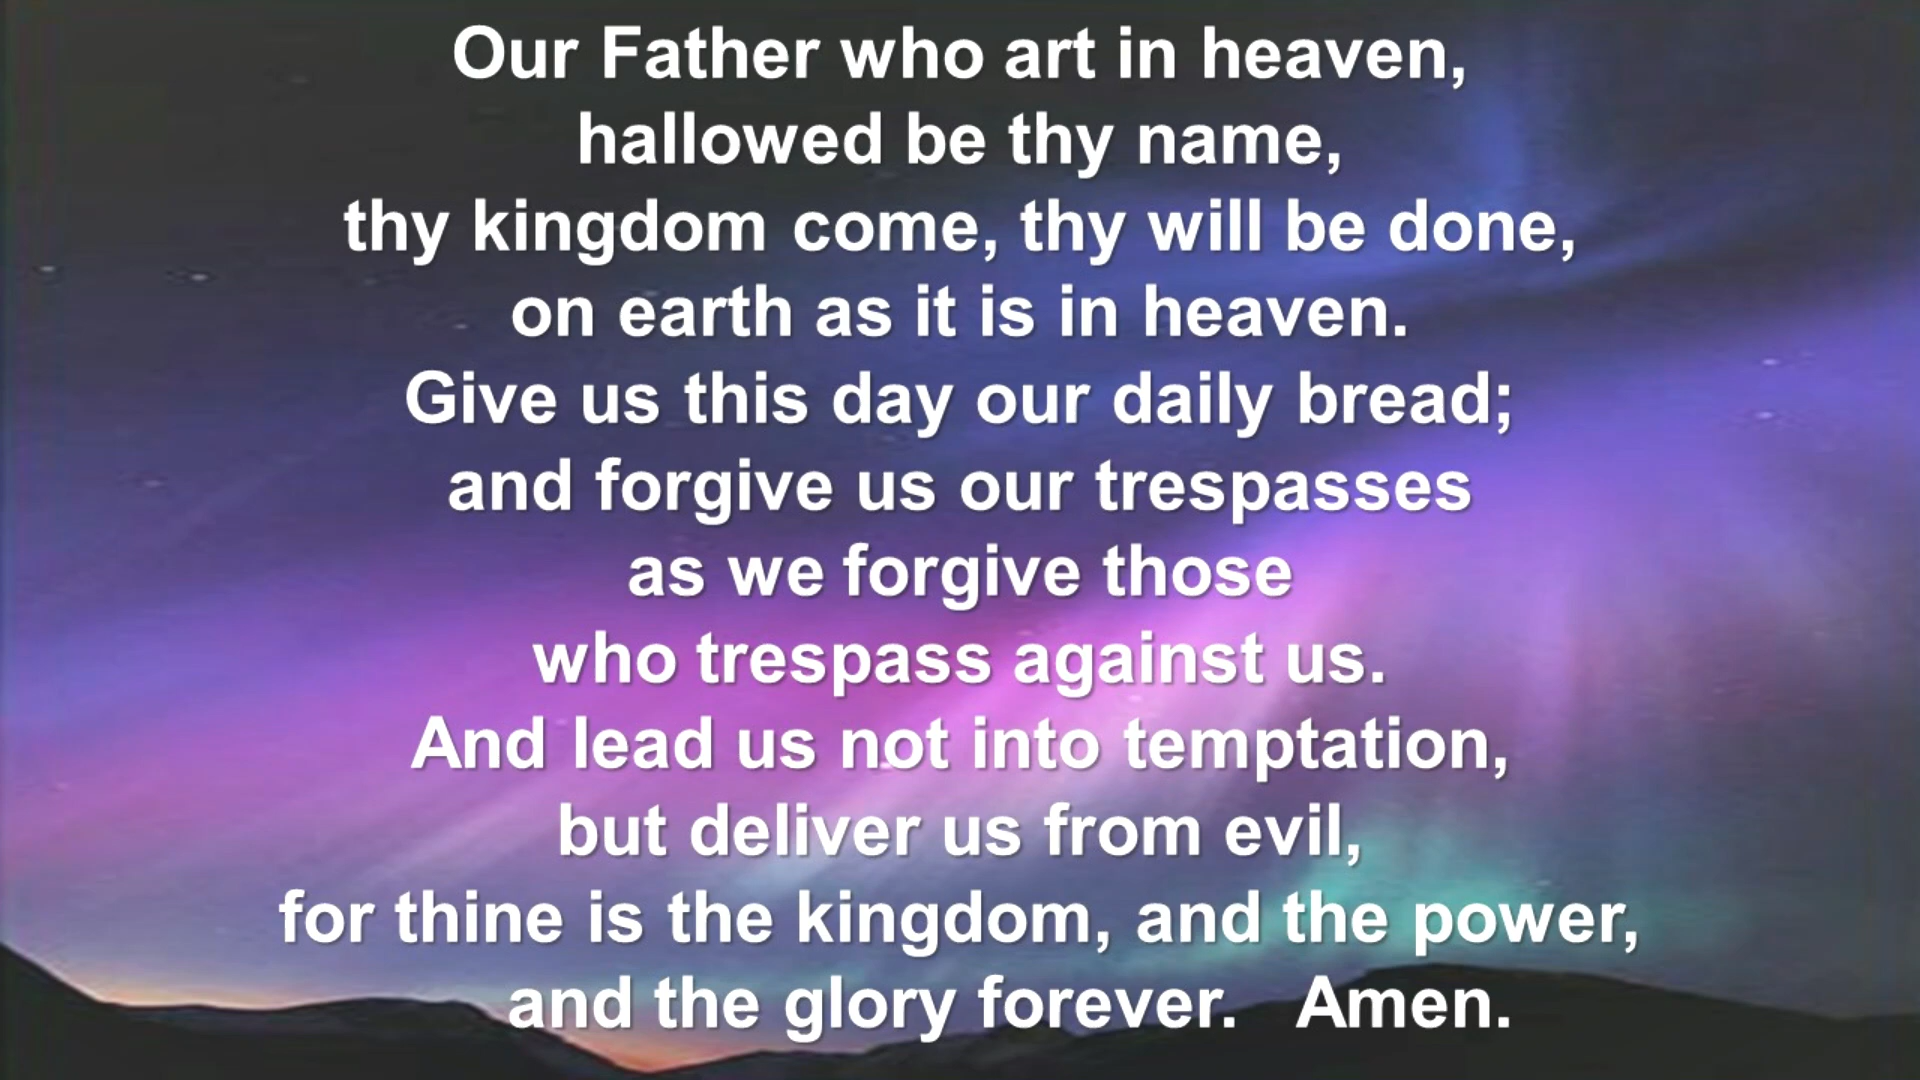 Our Father who art in heaven,
hallowed be thy name,
thy kingdom come, thy will be done,
on earth as it is in heaven.
Give us this day our daily bread;
and forgive us our trespasses
as we forgive those
who trespass against us.
And lead us not into temptation,
but deliver us from evil,
for thine is the kingdom, and the power,
and the glory forever.   Amen.